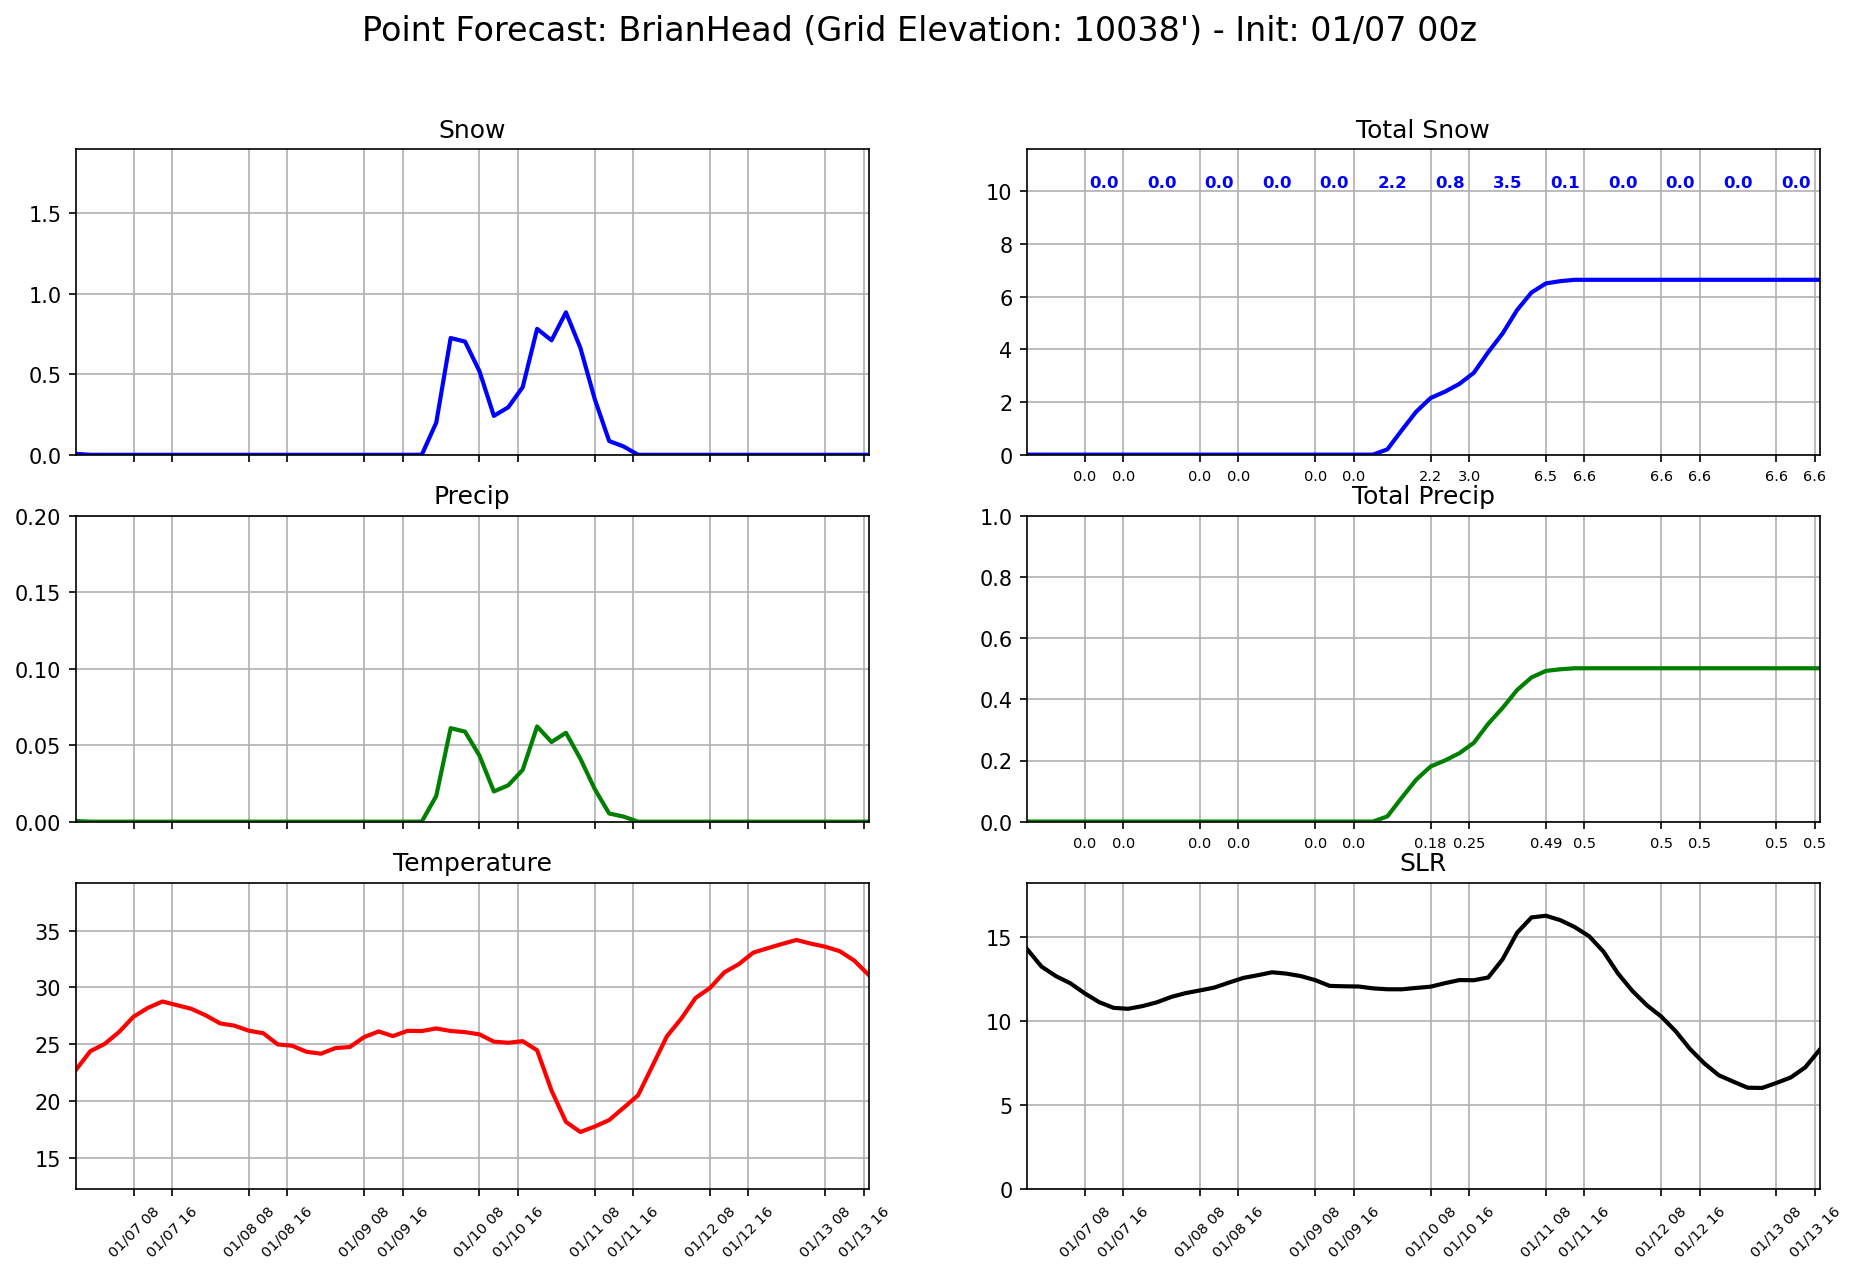 Point Forecast: BrianHead (Grid Elevation: 10038') - Init: 01/07 00z
Snow
1.5
1.0
0.5
0.0
Total Snow
0.0 0.0 0.0 0.0 0.0 2.2 0.8 3.5 0.1 0.0 0.0 0.0 0.0
10
8
6
4
2
0
0.0 0.0 0.0 0.0 0.0 0.0 2.2 3.0 6.5 6.6 6.6 6.6 6.6 6.6
Precip
0.20
0.15
0.10
0.05
0.00
Total Precip
1.0
0.8
0.6
0.4
0.2
0.0
0.0 0.0 0.0 0.0 0.0 0.0 0.18 0.25 0.49 0.5 0.5 0.5 0.5 0.5
Temperature
35
30
25
20
15
01/07 08 01/07 16 01/08 08 01/08 16 01/09 08 01/09 16 01/10 08 01/10 16 01/11 08 01/11 16 01/12 08 01/12 16 01/13 08 01/13 16
SLR
15
10
5
0
01/07 08 01/07 16 01/08 08 01/08 16 01/09 08 01/09 16 01/10 08 01/10 16 01/11 08 01/11 16 01/12 08 01/12 16 01/13 08 01/13 16